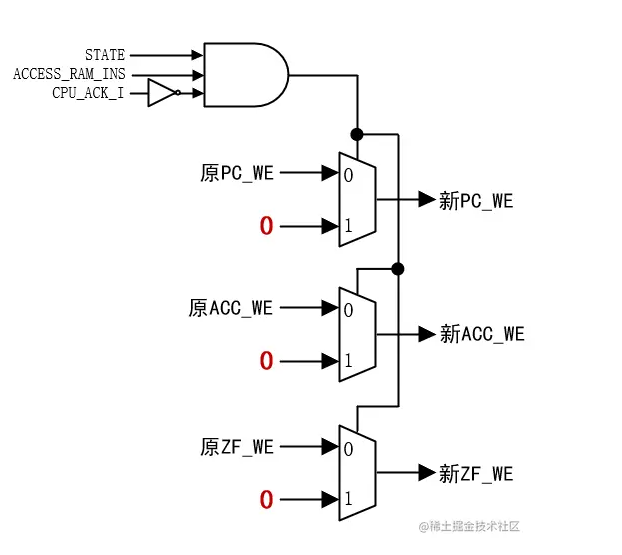 STATE
ACCESS_RAM_INS
CPU_ACK_I
原PC_WE
0
新PC_WE
0
1
原ACC_WE
0
新ACC_WE
0
1
原ZF_WE
0
新ZF_WE
0
1
@稀土掘金技术社区